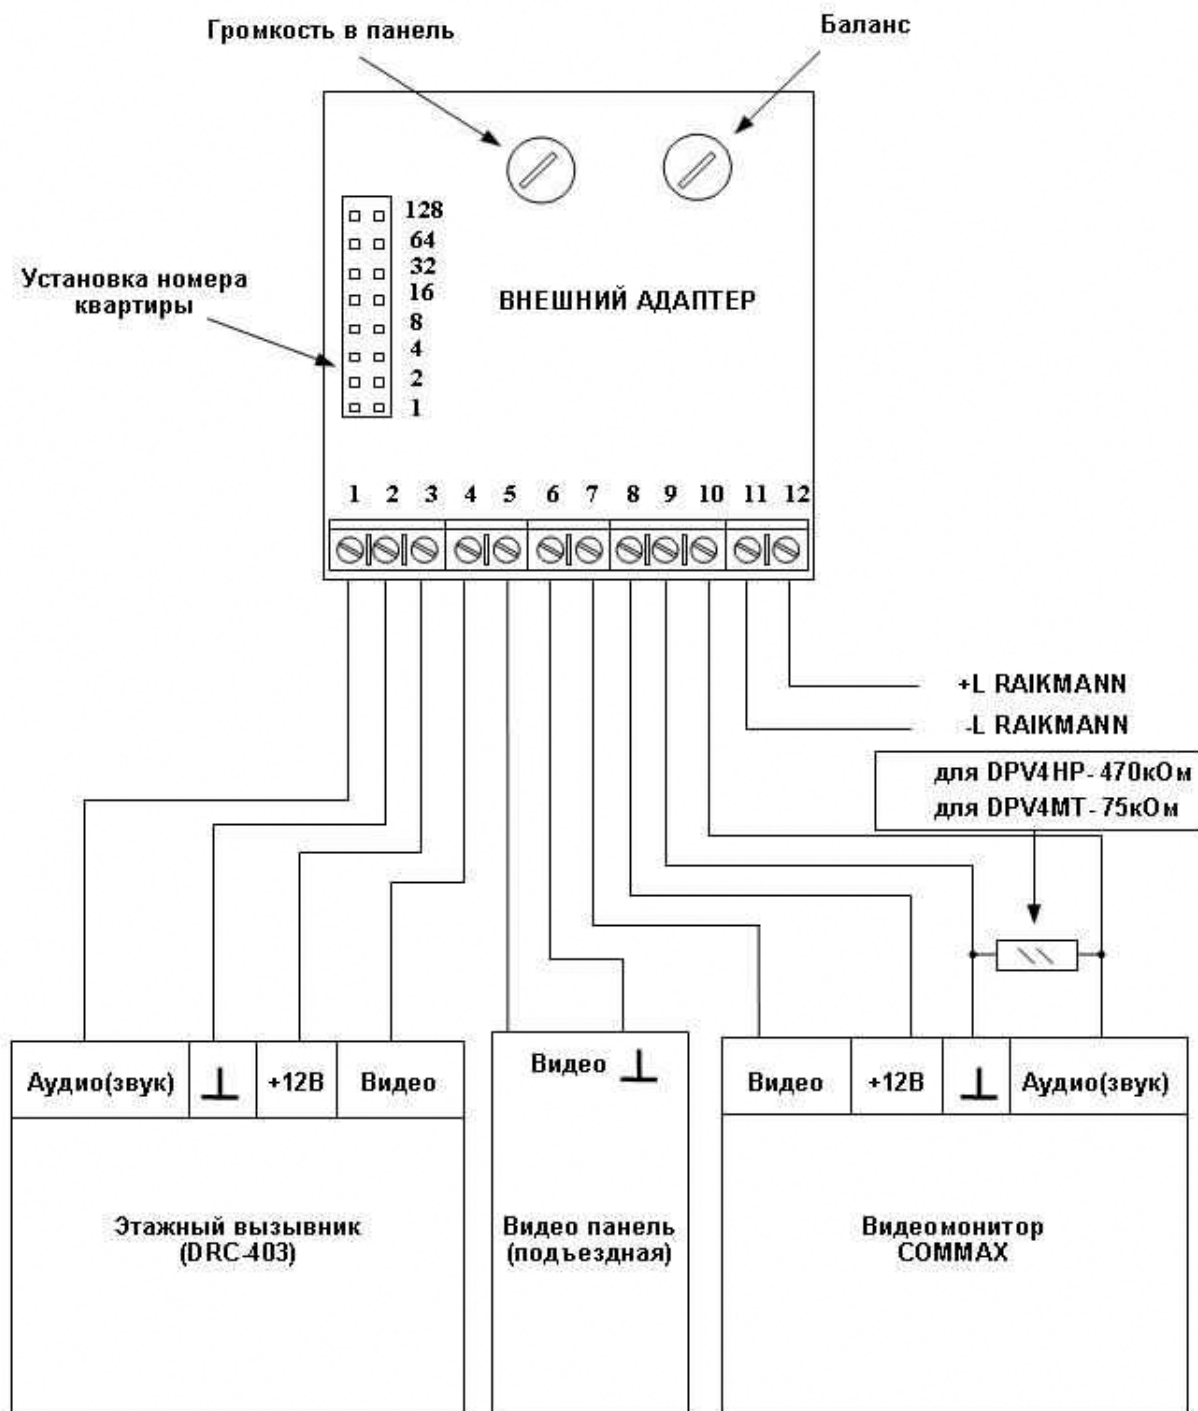 Громкость в панель
Баланс
128
64
32
16
8
4
2
1
Установка номера
квартиры
ВНЕШНИЙ АДАПТЕР
1 2 3 4 5 6 7 8 9 10 11 12
+L RAIKMANN
-L RAIKMANN
для DPV4HP- 470кОм
для DPV4MT- 75кОм
Аудио(звук) +12В Видео
Этажный вызывник
(DRC-403)
Видео
Видео панель
(подъездная)
Видео +12В Аудио(звук)
Видеомонитор
COMMAX